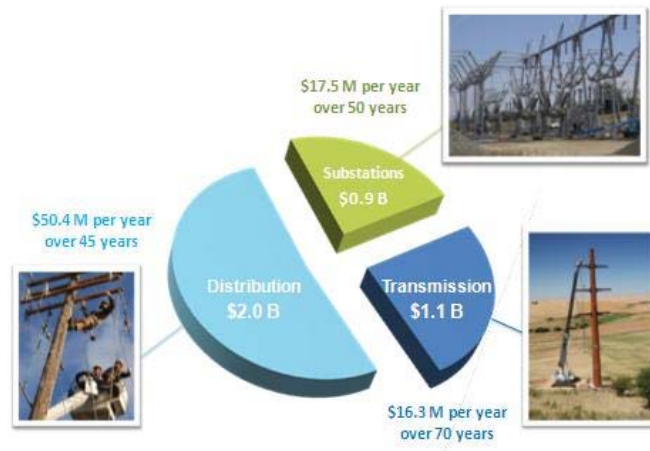 $17.5 M per year
over 50 years
Substations
$0.9 B
$50.4 M per year
over 45 years
Distribution
$2.0 B
Transmission
$1.1 B
$16.3 M per year
over 70 years